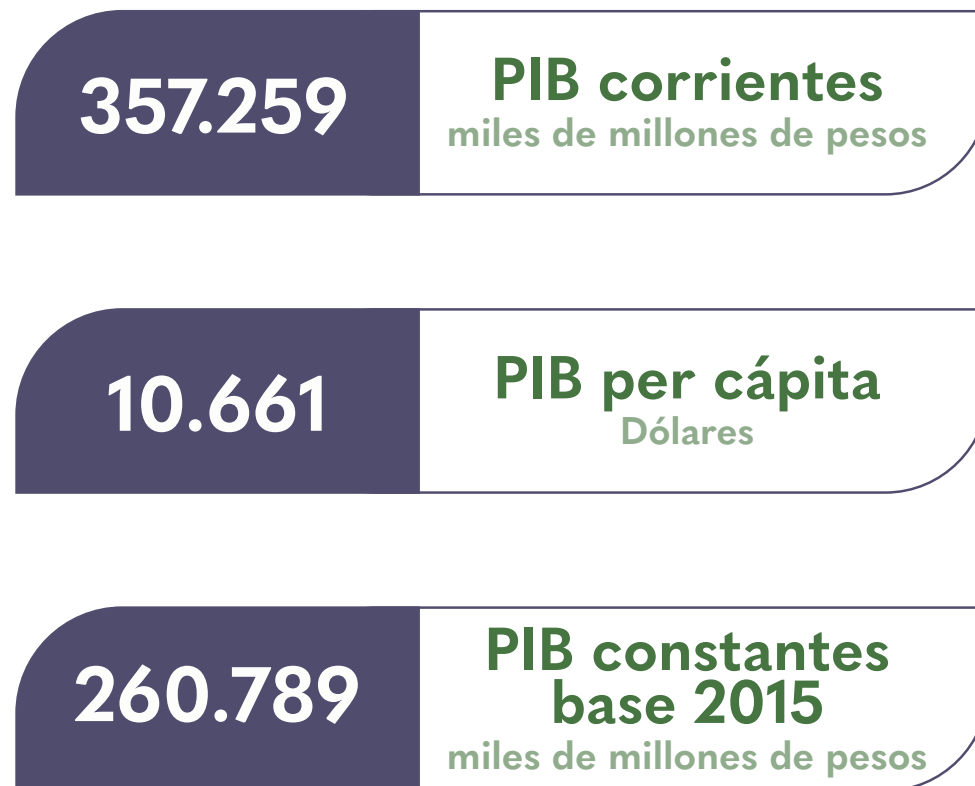 357.259
PIB corrientes
miles de millones de pesos
10.661
PIB per cápita
Dólares
260.789
PIB constantes
base 2015
miles de millones de pesos